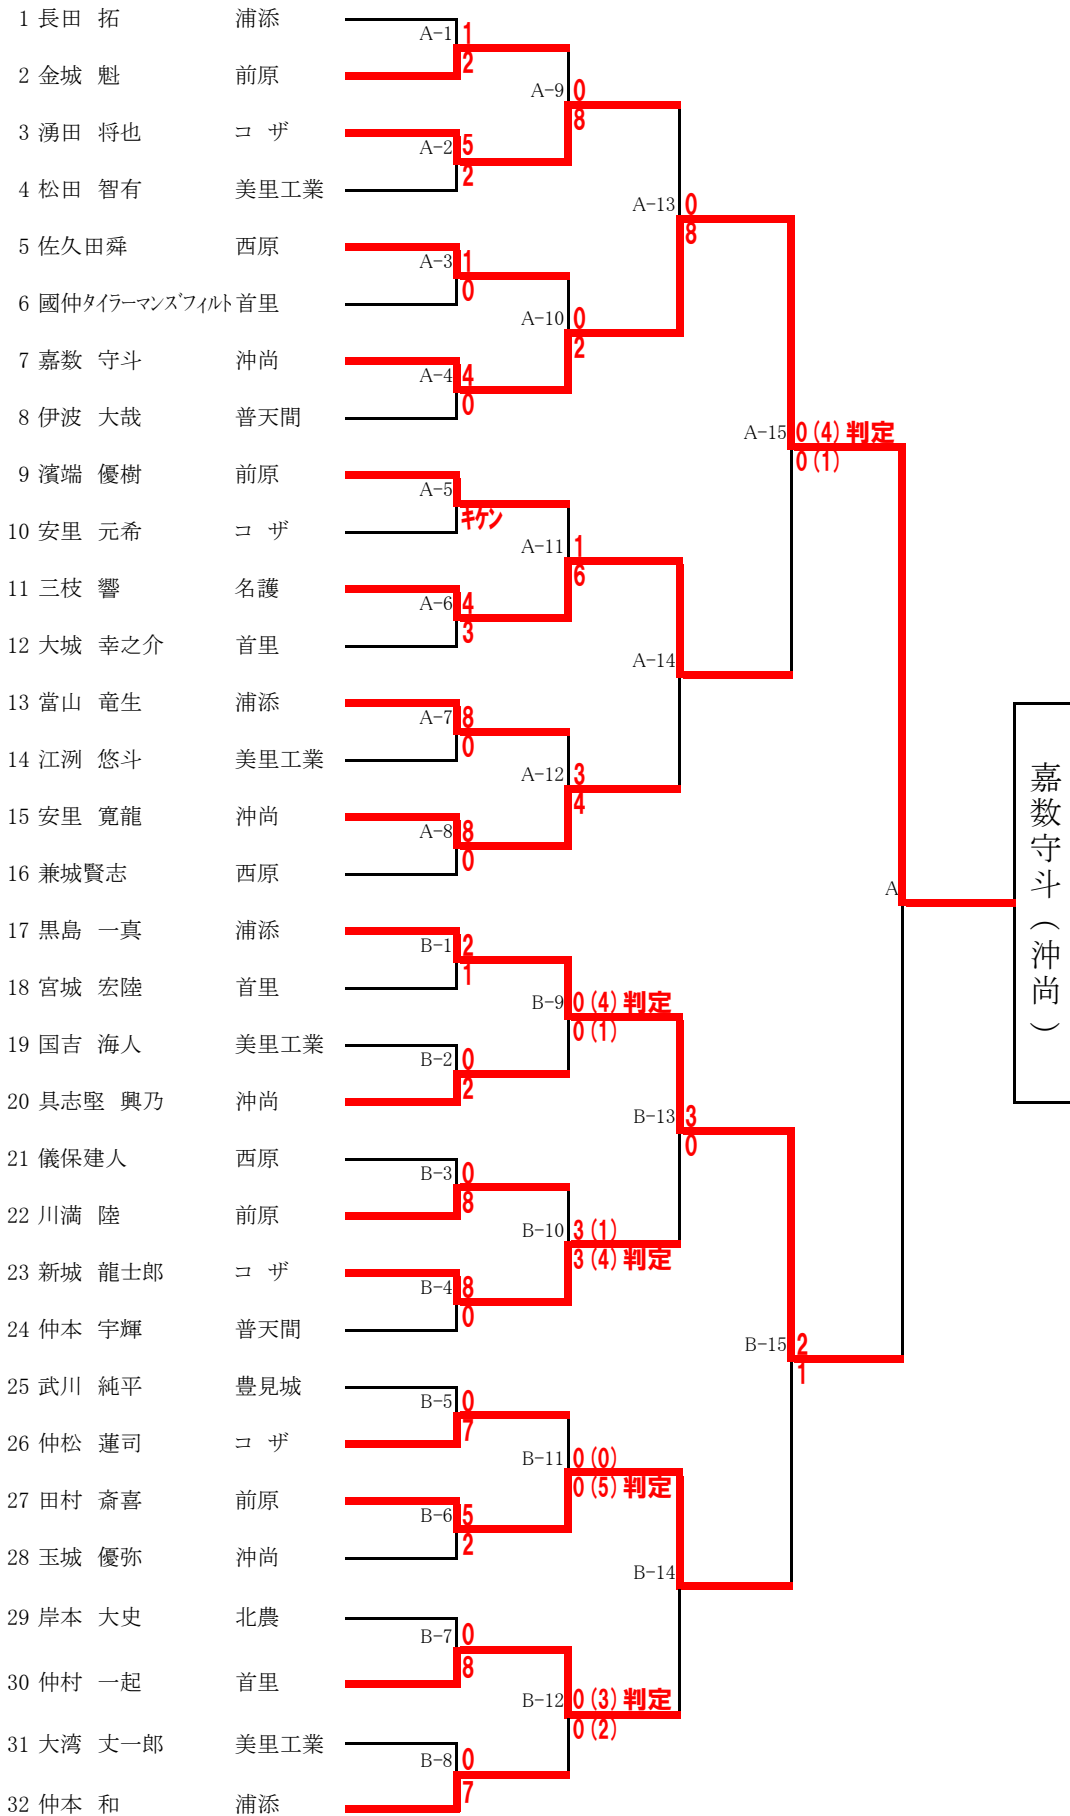 1 長田 拓 浦添
A-1 1
2
2 金城 魁 前原
A-9 0
8
3 湧田 将也 コ ザ
A-2 5
2
4 松田 智有 美里工業
A-13 0
8
5 佐久田舜 西原
A-3 1
0
6 國仲タイラーマンズフィルト 首里
A-10 0
2
7 嘉数 守斗 沖尚
A-4 4
0
8 伊波 大哉 普天間
A-15 0(4)判定
0(1)
9 濱端 優樹 前原
A-5
キケン
10 安里 元希 コ ザ
A-11 1
6
11 三枝 響 名護
A-6 4
3
12 大城 幸之介 首里
A-14
13 當山 竜生 浦添
A-7 8
0
14 江洌 悠斗 美里工業
A-12 3
4
15 安里 寛龍 沖尚
A-8 8
0
16 兼城賢志 西原
A
嘉数守斗(沖尚)
17 黒島 一真 浦添
B-1 2
1
18 宮城 宏陸 首里
B-9 0(4)判定
0(1)
19 国吉 海人 美里工業
B-2 0
2
20 具志堅 興乃 沖尚
B-13 3
0
21 儀保建人 西原
B-3 0
8
22 川満 陸 前原
B-10 3(1)
3(4)判定
23 新城 龍士郎 コ ザ
B-4 8
0
24 仲本 宇輝 普天間
B-15 2
1
25 武川 純平 豊見城
B-5 0
7
26 仲松 蓮司 コ ザ
B-11 0(0)
0(5)判定
27 田村 斎喜 前原
B-6 5
2
28 玉城 優弥 沖尚
B-14
29 岸本 大史 北農
B-7 0
8
30 仲村 一起 首里
B-12 0(3)判定
0(2)
31 大湾 丈一郎 美里工業
B-8 0
7
32 仲本 和 浦添